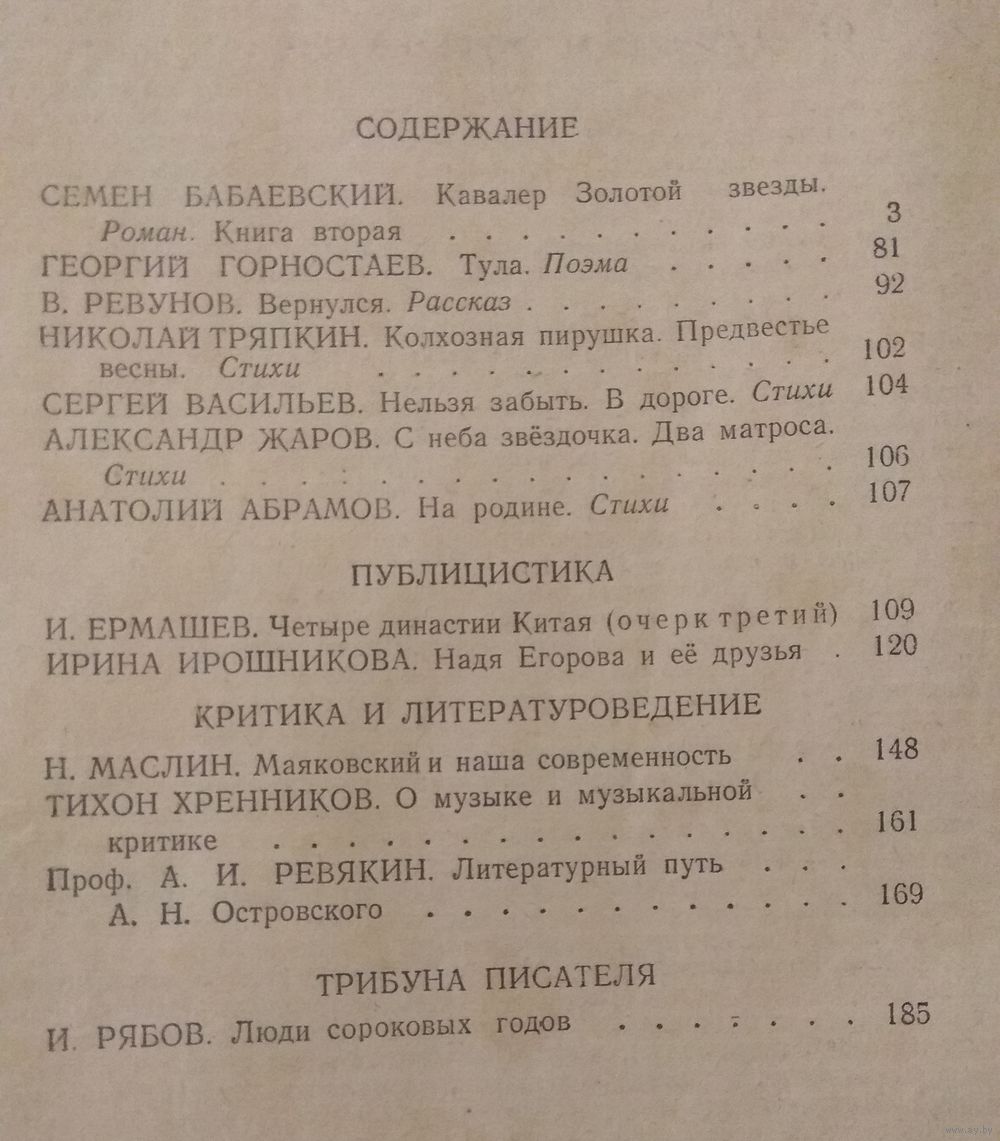 СОДЕРЖАНИЕ
СЕМЕН БАБАЕВСКИЙ. Кавалер Золотой звезды.
Роман. Книга вторая . . . . . . . . . . . 3
ГЕОРГИЙ ГОРНОСТАЕВ. Тула. Поэма . . . . . 81
В. РЕВУНОВ. Вернулся. Рассказ . . . . . . . . . 92
НИКОЛАЙ ТРЯПКИН. Колхозная пирушка. Предвестье
весны. Стихи . . . . . . . . . . . . 102
СЕРГЕЙ ВАСИЛЬЕВ. Нельзя забыть. В дороге. Стихи 104
АЛЕКСАНДР ЖАРОВ. С неба звёздочка. Два матроса.
Стихи . . . . . . . . . . . . . . . . 106
АНАТОЛИЙ АБРАМОВ. На родине. Стихи . . . . 107
ПУБЛИЦИСТИКА
И. ЕРМАШЕВ. Четыре династии Китая (очерк третий) 109
ИРИНА ИРОШНИКОВА. Надя Егорова и её друзья . 120
КРИТИКА И ЛИТЕРАТУРОВЕДЕНИЕ
Н. МАСЛИН. Маяковский и наша современность . . 148
ТИХОН ХРЕННИКОВ. О музыке и музыкальной . .
критике . . . . . . . . . . . . . . . . 161
Проф. А. И. РЕВЯКИН. Литературный путь . . .
А. Н. Островского . . . . . . . . . . . . 169
ТРИБУНА ПИСАТЕЛЯ
И. РЯБОВ. Люди сороковых годов . . . . . . . 185
www.ay.by